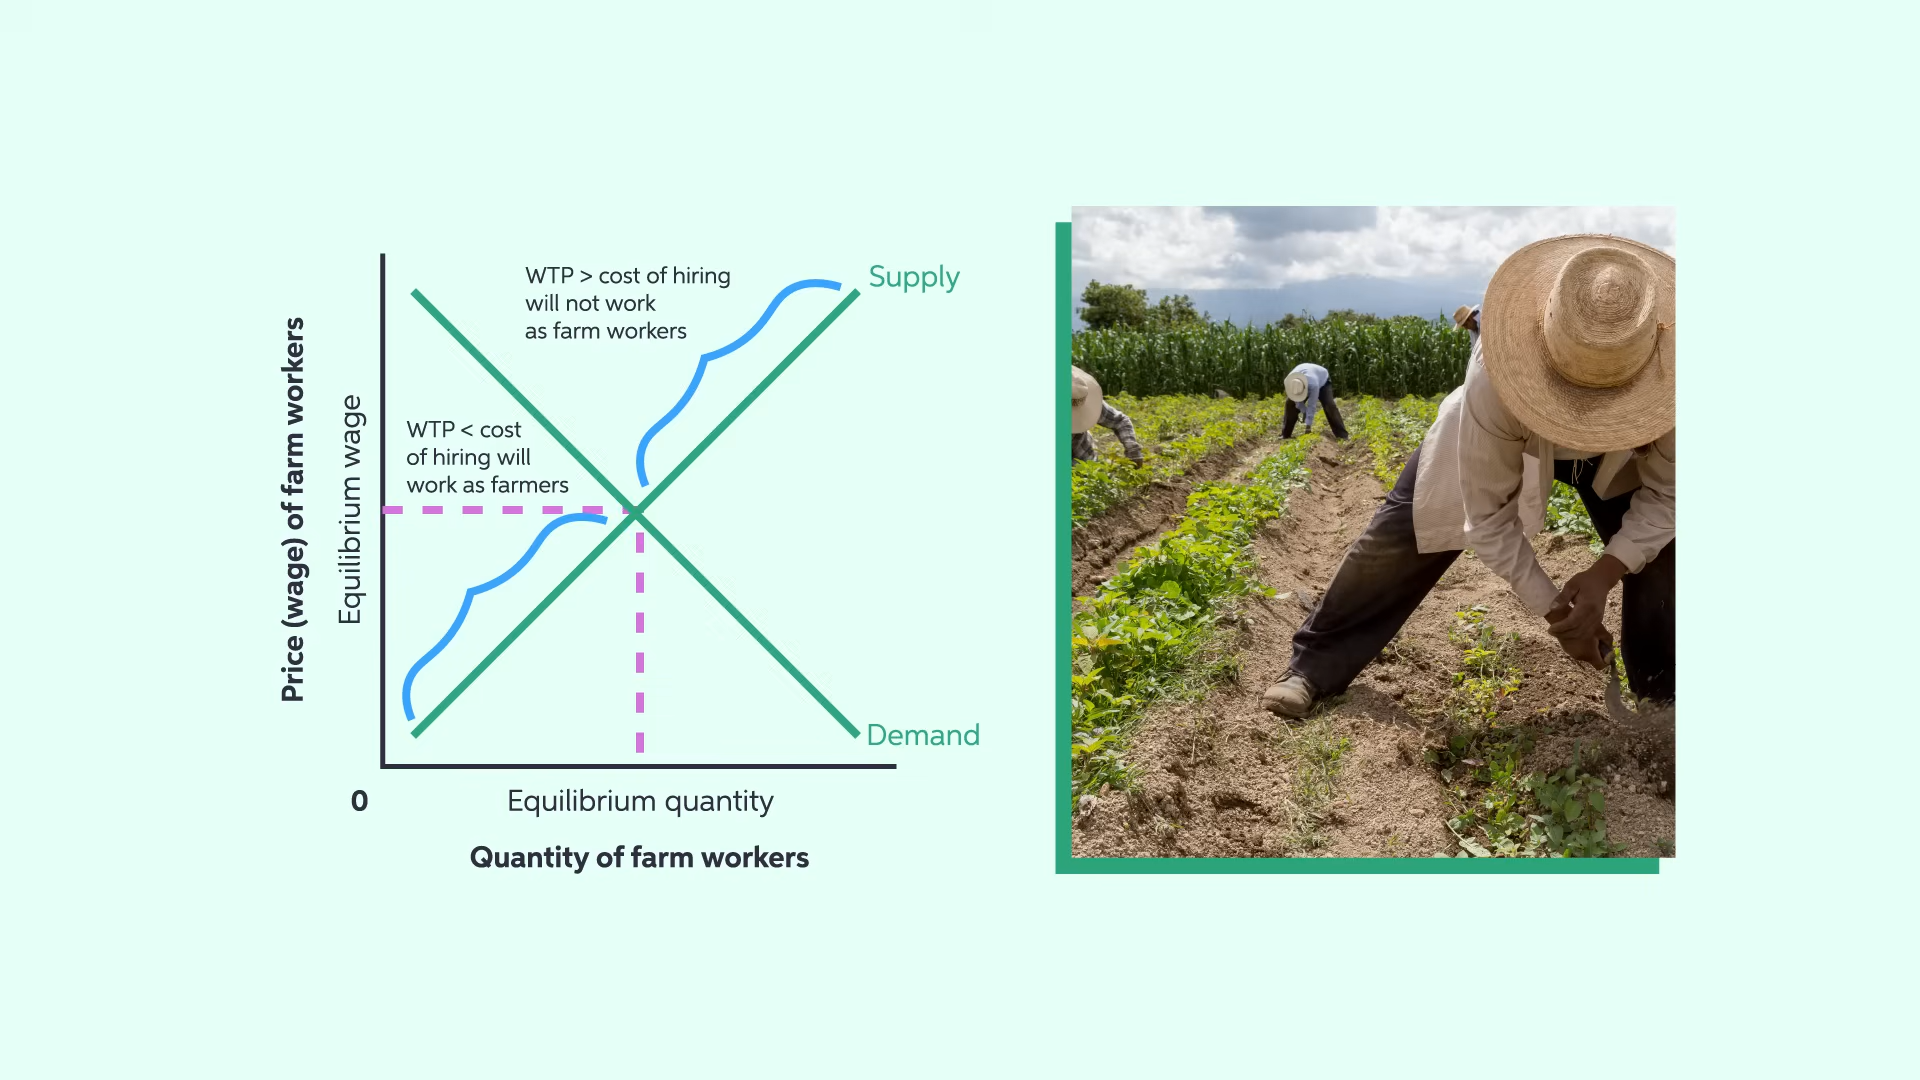 WTP > cost of hiring
will not work
as farm workers
Supply
WTP < cost
of hiring will
work as farmers
Price (wage) of farm workers
Equilibrium wage
Demand
0
Equilibrium quantity
Quantity of farm workers